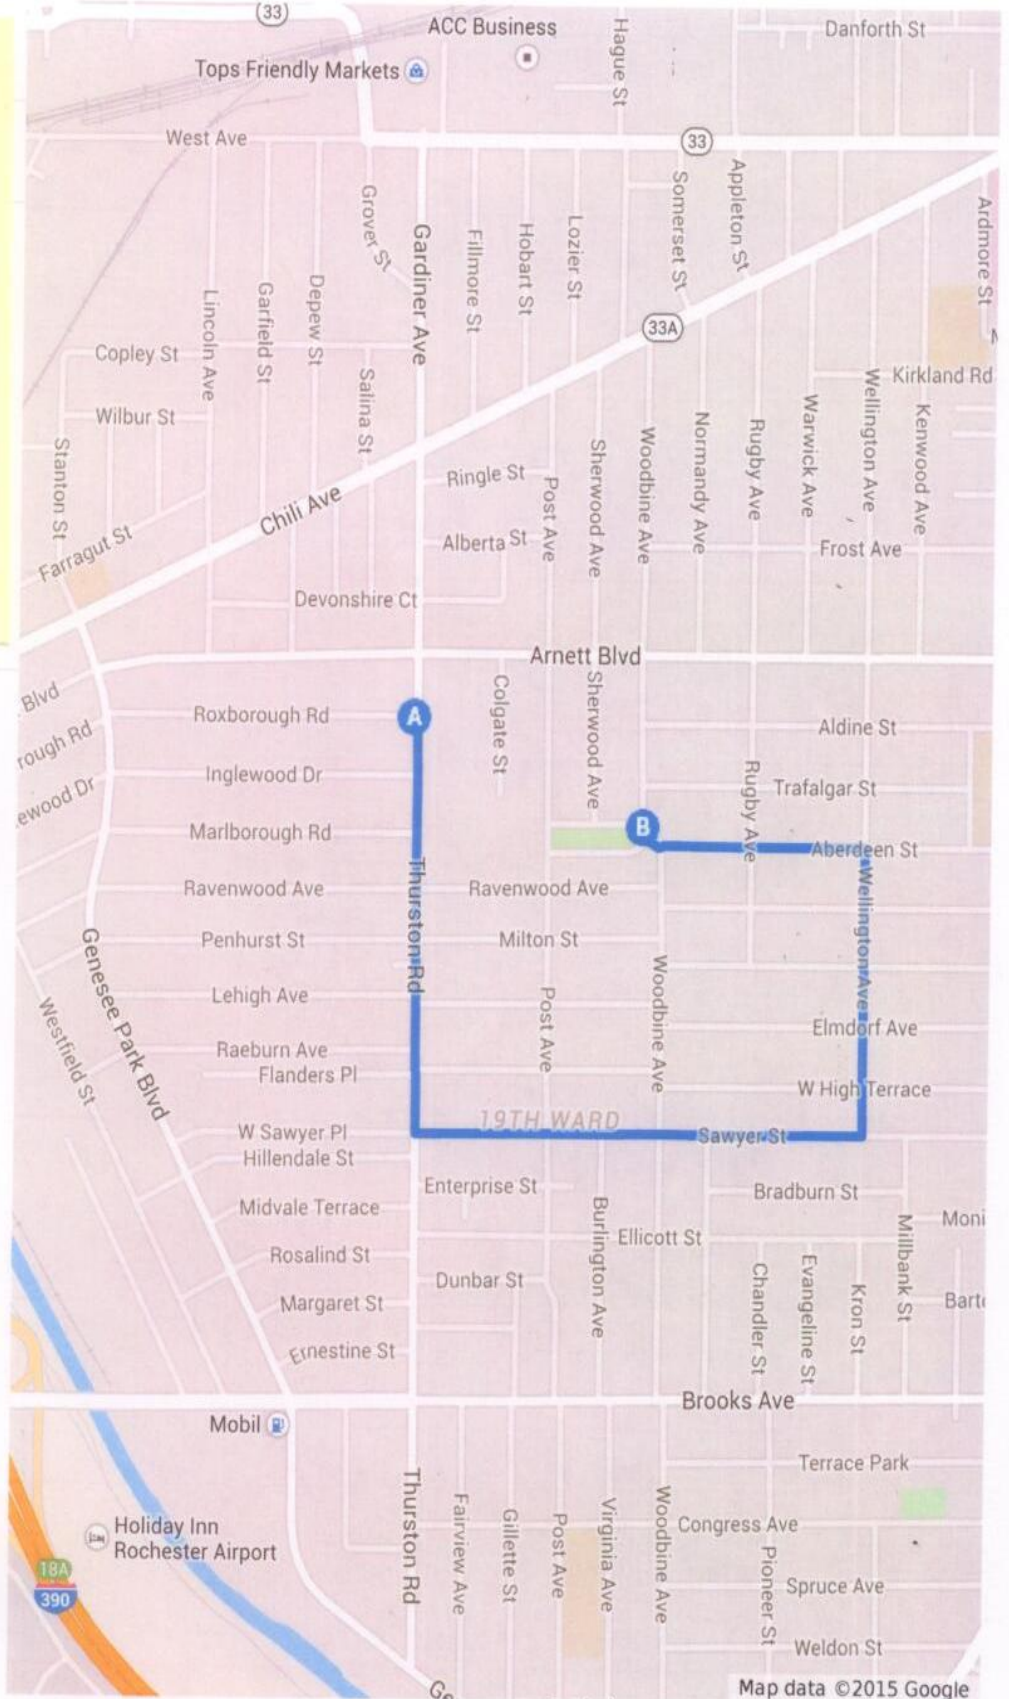 33
ACC Business
Hague St
Danforth St
Tops Friendly Markets
West Ave
33
Grover St
Gardiner Ave
Fillmore St
Hobart St
Lozier St
Somerset St
Appleton St
Ardmore St
Lincoln Ave
Garfield St
Depew St
33A
Copley St
Salina St
Kirkland Rd
Wilbur St
Stanton St
Chili Ave
Ringle St
Post Ave
Sherwood Ave
Woodbine Ave
Normandy Ave
Rugby Ave
Warwick Ave
Wellington Ave
Kenwood Ave
Farragut St
Alberta St
Frost Ave
Devonshire Ct
Arnett Blvd
Blvd
Roxborough Rd
A
Colgate St
Sherwood Ave
Aldine St
rough Rd
Inglewood Dr
Rugby Ave
Trafalgar St
ewood Dr
Marlborough Rd
B
Aberdeen St
Thurston Rd
Wellington Ave
Ravenwood Ave
Ravenwood Ave
Genesee Park Blvd
Penhurst St
Milton St
Woodbine Ave
Westfield St
Lehigh Ave
Post Ave
Elmdorf Ave
Raeburn Ave
Flanders Pl
W High Terrace
19TH WARD
W Sawyer Pl
Sawyer St
Hillendale St
Enterprise St
Bradburn St
Midvale Terrace
Burlington Ave
Ellicott St
Millbank St
Moni
Rosalind St
Dunbar St
Chandler St
Evangeline St
Kron St
Margaret St
Barte
Ernestine St
Brooks Ave
Mobil
Terrace Park
Thurston Rd
Fairview Ave
Gillette St
Post Ave
Virginia Ave
Woodbine Ave
Congress Ave
Holiday Inn
Rochester Airport
Pioneer St
18A
390
Spruce Ave
Weldon St
Ge
Map data ©2015 Google